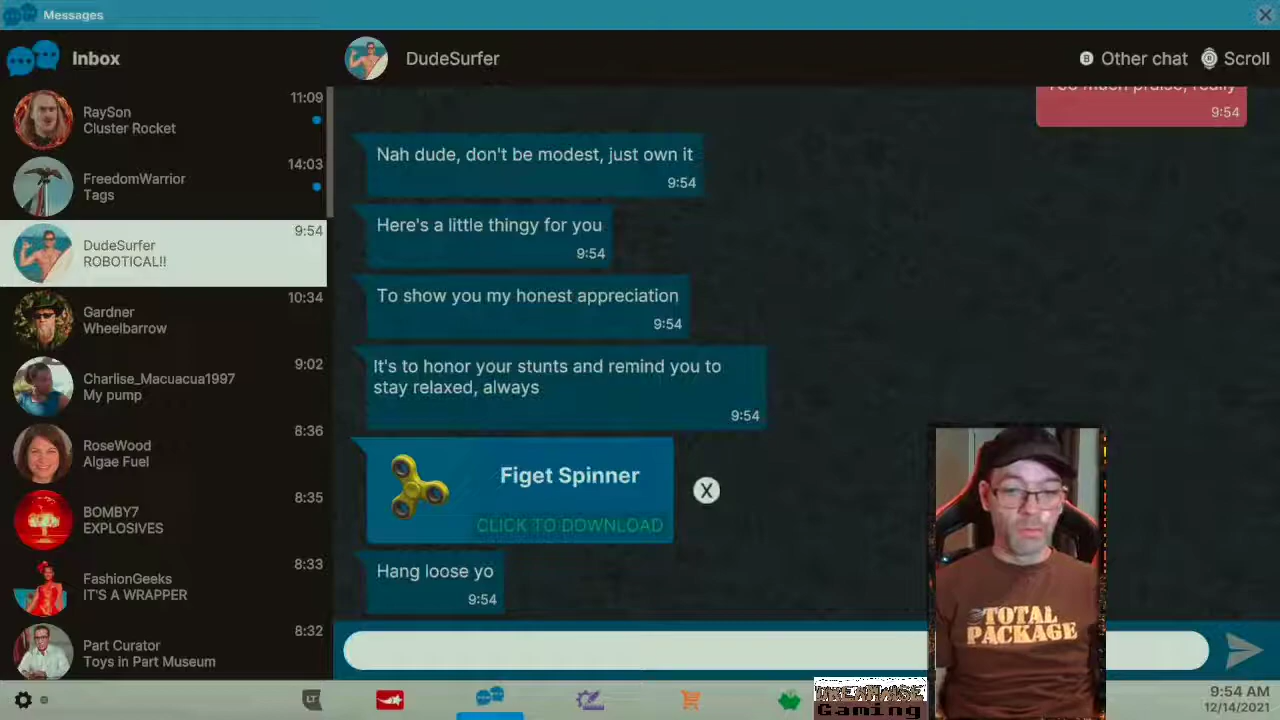 Messages
Inbox
DudeSurfer
Other chat
Scroll
RaySon
Cluster Rocket
11:09
FreedomWarrior
Tags
14:03
DudeSurfer
ROBOTICAL!!
9:54
Gardner
Wheelbarrow
10:34
Charlise_Macuacua1997
My pump
9:02
RoseWood
Algae Fuel
8:36
BOMBY7
EXPLOSIVES
8:35
FashionGeeks
IT'S A WRAPPER
8:33
Part Curator
Toys in Part Museum
8:32
Too much praise, really
9:54
Nah dude, don't be modest, just own it
9:54
Here's a little thingy for you
9:54
To show you my honest appreciation
9:54
It's to honor your stunts and remind you to
stay relaxed, always
9:54
Figet Spinner
CLICK TO DOWNLOAD
X
Hang loose yo
9:54
TOTAL
PACKAGE
LT
Gaming
9:54 AM
12/14/2021